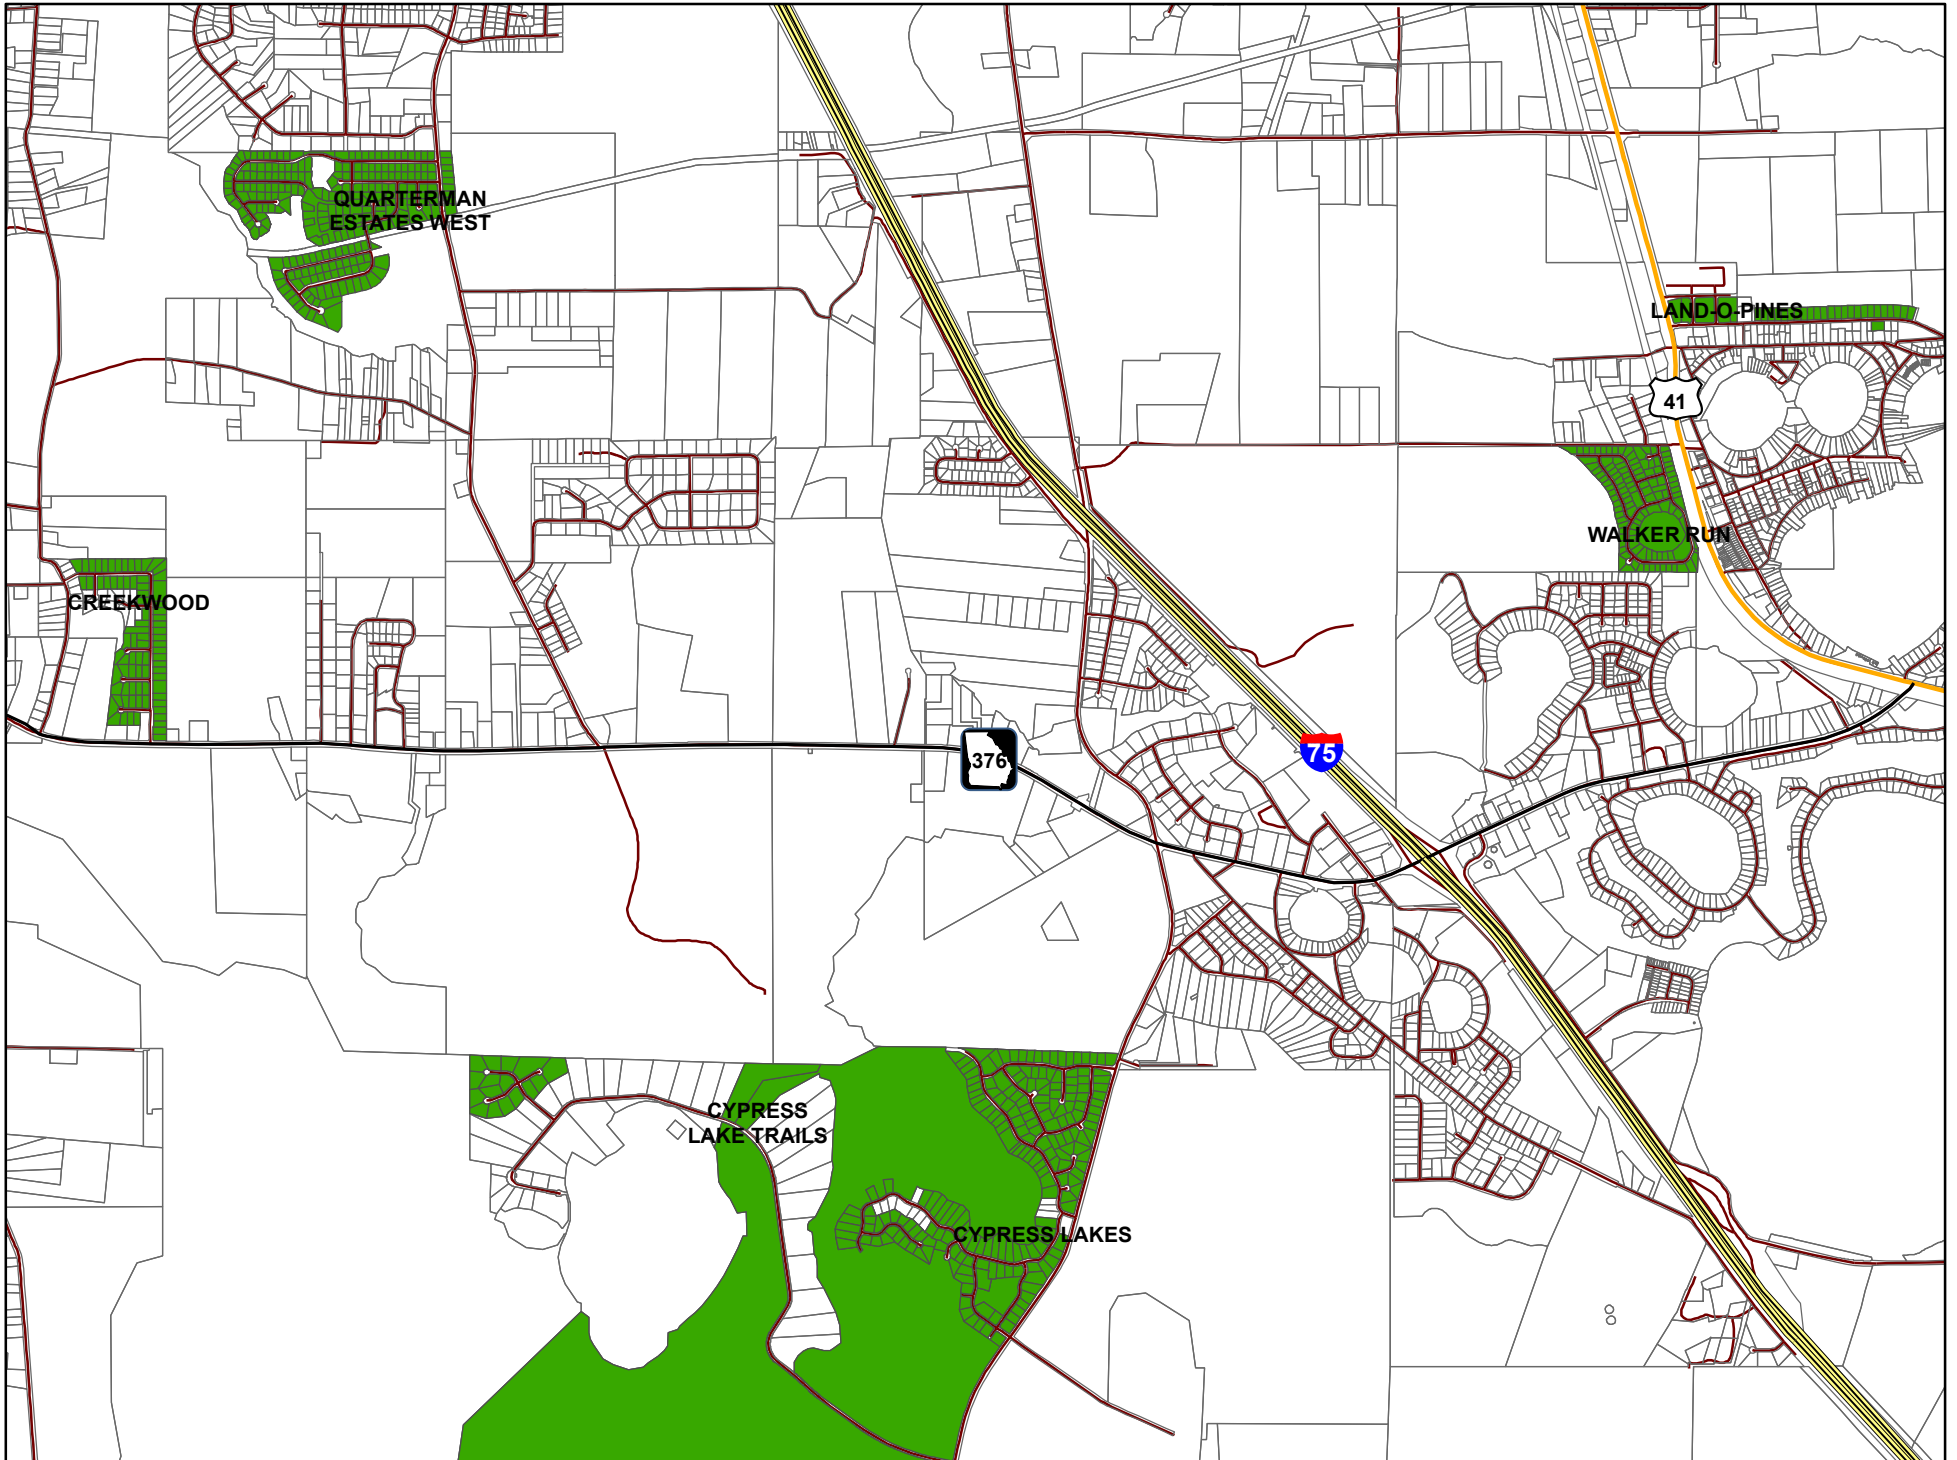 QUARTERMAN
ESTATES WEST
LAND-O-PINES
41
WALKER RUN
CREEKWOOD
376
75
CYPRESS
LAKE TRAILS
CYPRESS LAKES